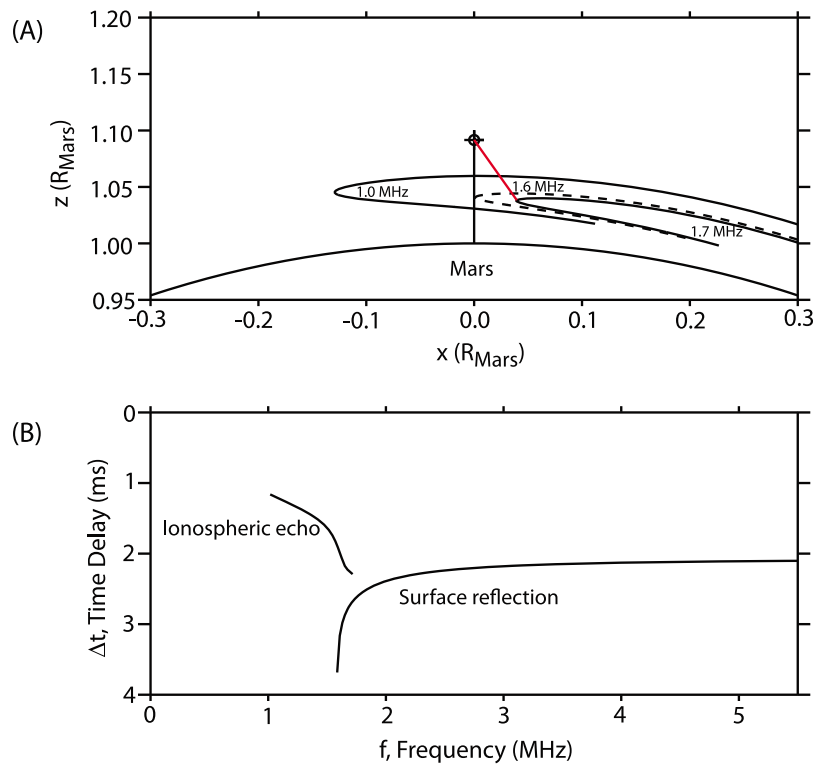 (A)
1.20
1.15
1.10
1.05
1.00
0.95
z (RMars)
1.0 MHz
1.6 MHz
1.7 MHz
Mars
-0.3 -0.2 -0.1 0.0 0.1 0.2 0.3
x (RMars)
(B)
0
1
2
3
4
Δt, Time Delay (ms)
Ionospheric echo
Surface reflection
0 1 2 3 4 5
f, Frequency (MHz)